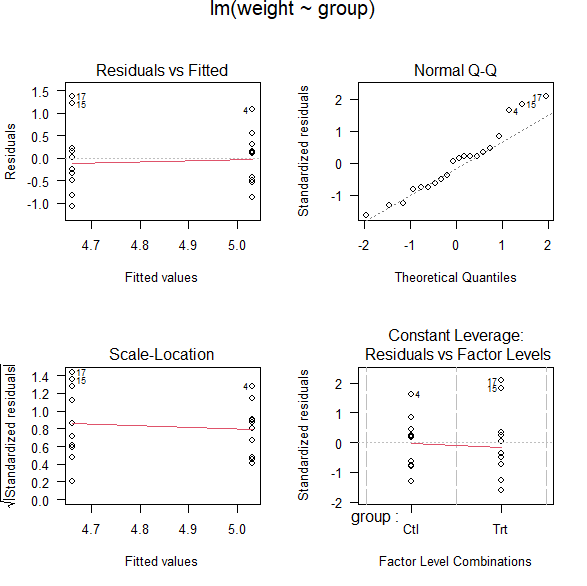 lm(weight ~ group)
Residuals vs Fitted
Residuals
1.5
1.0
0.5
0.0
-0.5
-1.0
17
15
4
4.7 4.8 4.9 5.0
Fitted values
Normal Q-Q
Standardized residuals
2
1
0
-1
17
15
4
-2 -1 0 1 2
Theoretical Quantiles
Scale-Location
√|Standardized residuals|
1.4
1.2
1.0
0.8
0.6
0.4
0.2
0.0
17
15
4
4.7 4.8 4.9 5.0
Fitted values
Constant Leverage:
Residuals vs Factor Levels
Standardized residuals
2
1
0
-1
-2
4
17
15
group :
Ctl Trt
Factor Level Combinations